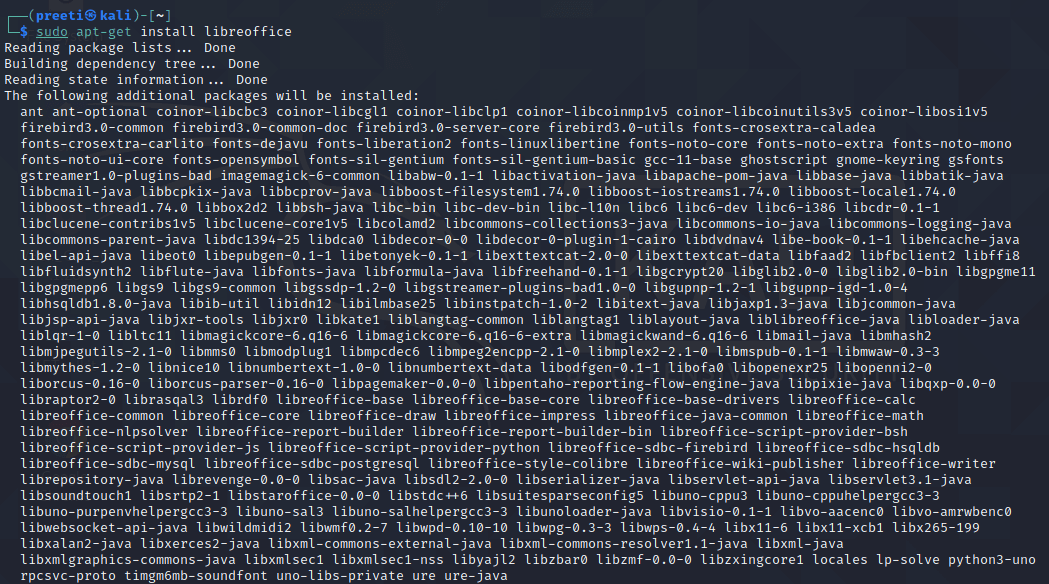 ┌──(preeti㉿kali)-[~]
└─$ sudo apt-get install libreoffice
Reading package lists... Done
Building dependency tree... Done
Reading state information... Done
The following additional packages will be installed:
ant ant-optional coinor-libcbc3 coinor-libcgl1 coinor-libclp1 coinor-libcoinmp1v5 coinor-libcoinutils3v5 coinor-libosi1v5
firebird3.0-common firebird3.0-common-doc firebird3.0-server-core firebird3.0-utils fonts-crosextra-caladea
fonts-crosextra-carlito fonts-dejavu fonts-liberation2 fonts-linuxlibertine fonts-noto-core fonts-noto-extra fonts-noto-mono
fonts-noto-ui-core fonts-opensymbol fonts-sil-gentium fonts-sil-gentium-basic gcc-11-base ghostscript gnome-keyring gsfonts
gstreamer1.0-plugins-bad imagemagick-6-common libabw-0.1-1 libactivation-java libapache-pom-java libbase-java libbatik-java
libbcmail-java libbcpkix-java libbcprov-java libboost-filesystem1.74.0 libboost-iostreams1.74.0 libboost-locale1.74.0
libboost-thread1.74.0 libbox2d2 libbsh-java libc-bin libc-dev-bin libc-l10n libc6 libc6-dev libc6-i386 libcdr-0.1-1
libclucene-contribs1v5 libclucene-core1v5 libcolamd2 libcommons-collections3-java libcommons-io-java libcommons-logging-java
libcommons-parent-java libdc1394-25 libdca0 libdecor-0-0 libdecor-0-plugin-1-cairo libdvdnav4 libe-book-0.1-1 libehcache-java
libel-api-java libeot0 libepubgen-0.1-1 libetonyek-0.1-1 libexttextcat-2.0-0 libexttextcat-data libfaad2 libfbclient2 libffi8
libfluidsynth2 libflute-java libfonts-java libformula-java libfreehand-0.1-1 libgcrypt20 libglib2.0-0 libglib2.0-bin libgpgme11
libgpgmepp6 libgs9 libgs9-common libgssdp-1.2-0 libgstreamer-plugins-bad1.0-0 libgupnp-1.2-1 libgupnp-igd-1.0-4
libhsqldb1.8.0-java libib-util libidn12 libilmbase25 libinstpatch-1.0-2 libitext-java libjaxp1.3-java libjcommon-java
libjsp-api-java libjxr-tools libjxr0 libkate1 liblangtag-common liblangtag1 liblayout-java liblibreoffice-java libloader-java
liblqr-1-0 libltc11 libmagickcore-6.q16-6 libmagickcore-6.q16-6-extra libmagickwand-6.q16-6 libmail-java libmhash2
libmjpegutils-2.1-0 libmms0 libmodplug1 libmpcdec6 libmpeg2encpp-2.1-0 libmplex2-2.1-0 libmspub-0.1-1 libmwaw-0.3-3
libmythes-1.2-0 libnice10 libnumbertext-1.0-0 libnumbertext-data libodfgen-0.1-1 libofa0 libopenexr25 libopenni2-0
liborcus-0.16-0 liborcus-parser-0.16-0 libpagemaker-0.0-0 libpentaho-reporting-flow-engine-java libpixie-java libqxp-0.0-0
libraptor2-0 librasqal3 librdf0 libreoffice-base libreoffice-base-core libreoffice-base-drivers libreoffice-calc
libreoffice-common libreoffice-core libreoffice-draw libreoffice-impress libreoffice-java-common libreoffice-math
libreoffice-nlpsolver libreoffice-report-builder libreoffice-report-builder-bin libreoffice-script-provider-bsh
libreoffice-script-provider-js libreoffice-script-provider-python libreoffice-sdbc-firebird libreoffice-sdbc-hsqldb
libreoffice-sdbc-mysql libreoffice-sdbc-postgresql libreoffice-style-colibre libreoffice-wiki-publisher libreoffice-writer
librepository-java librevenge-0.0-0 libsac-java libsdl2-2.0-0 libserializer-java libservlet-api-java libservlet3.1-java
libsoundtouch1 libsrtp2-1 libstaroffice-0.0-0 libstdc++6 libsuitesparseconfig5 libuno-cppu3 libuno-cppuhelpergcc3-3
libuno-purpenvhelpergcc3-3 libuno-sal3 libuno-salhelpergcc3-3 libunoloader-java libvisio-0.1-1 libvo-aacenc0 libvo-amrwbenc0
libwebsocket-api-java libwildmidi2 libwmf0.2-7 libwpd-0.10-10 libwpg-0.3-3 libwps-0.4-4 libx11-6 libx11-xcb1 libx265-199
libxalan2-java libxerces2-java libxml-commons-external-java libxml-commons-resolver1.1-java libxml-java
libxmlgraphics-commons-java libxmlsec1 libxmlsec1-nss libyajl2 libzbar0 libzmf-0.0-0 libzxingcore1 locales lp-solve python3-uno
rpcsvc-proto timgm6mb-soundfont uno-libs-private ure ure-java